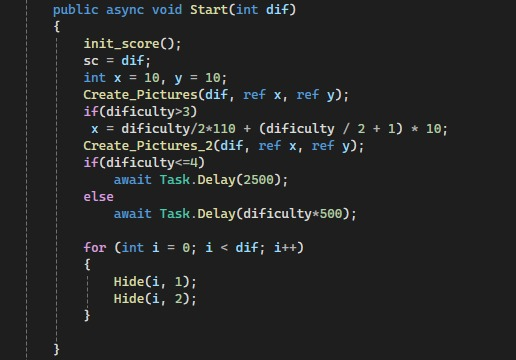 public async void Start(int dif)
{
init_score();
sc = dif;
int x = 10, y = 10;
Create_Pictures(dif, ref x, ref y);
if(dificulty>3)
x = dificulty/2*110 + (dificulty / 2 + 1) * 10;
Create_Pictures_2(dif, ref x, ref y);
if(dificulty<=4)
await Task.Delay(2500);
else
await Task.Delay(dificulty*500);
for (int i = 0; i < dif; i++)
{
Hide(i, 1);
Hide(i, 2);
}
}